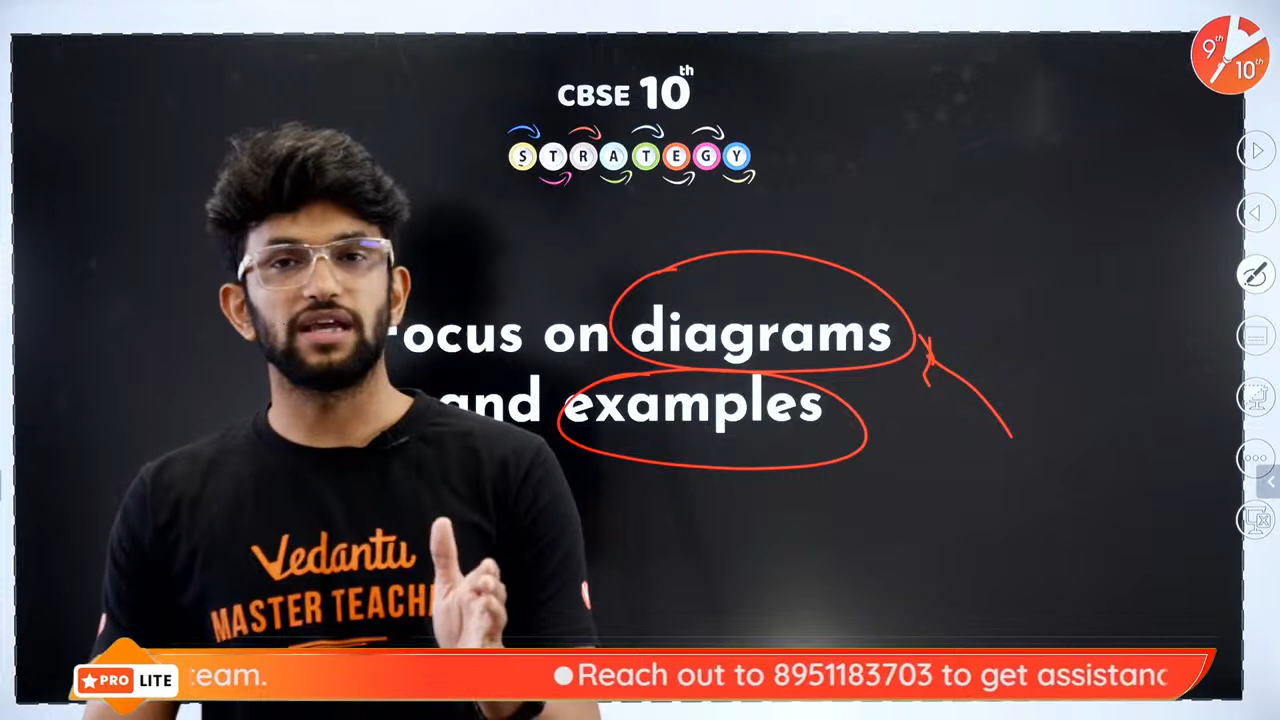 CBSE 10th
STRATEGY
9th
10th
ocus on diagrams
and examples
Vedantu
MASTER TEACH
PRO LITE
team.
Reach out to 8951183703 to get assistanc